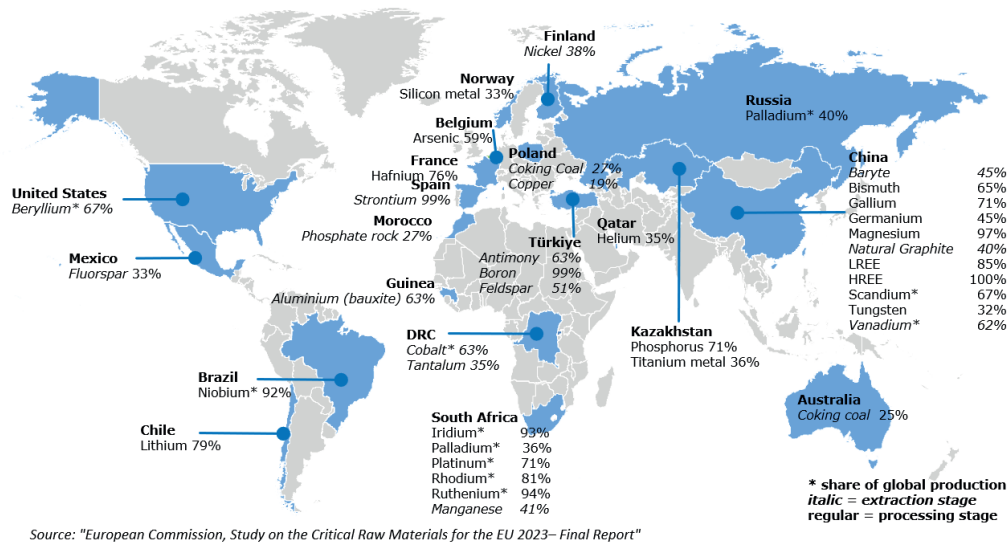 Finland
Nickel 38%
Norway
Silicon metal 33%
Belgium
Arsenic 59%
France
Hafnium 76%
Spain
Strontium 99%
Poland
Coking Coal 27%
Copper 19%
Russia
Palladium* 40%
China
Baryte 45%
Bismuth 65%
Gallium 71%
Germanium 45%
Magnesium 97%
Natural Graphite 40%
LREE 85%
HREE 100%
Scandium* 67%
Tungsten 32%
Vanadium* 62%
United States
Beryllium* 67%
Mexico
Fluorspar 33%
Morocco
Phosphate rock 27%
Türkiye
Antimony 63%
Boron 99%
Feldspar 51%
Qatar
Helium 35%
Guinea
Aluminium (bauxite) 63%
DRC
Cobalt* 63%
Tantalum 35%
Kazakhstan
Phosphorus 71%
Titanium metal 36%
Brazil
Niobium* 92%
Chile
Lithium 79%
South Africa
Iridium* 93%
Palladium* 36%
Platinum* 71%
Rhodium* 81%
Ruthenium* 94%
Manganese 41%
Australia
Coking coal 25%
* share of global production
italic = extraction stage
regular = processing stage
Source: "European Commission, Study on the Critical Raw Materials for the EU 2023– Final Report"